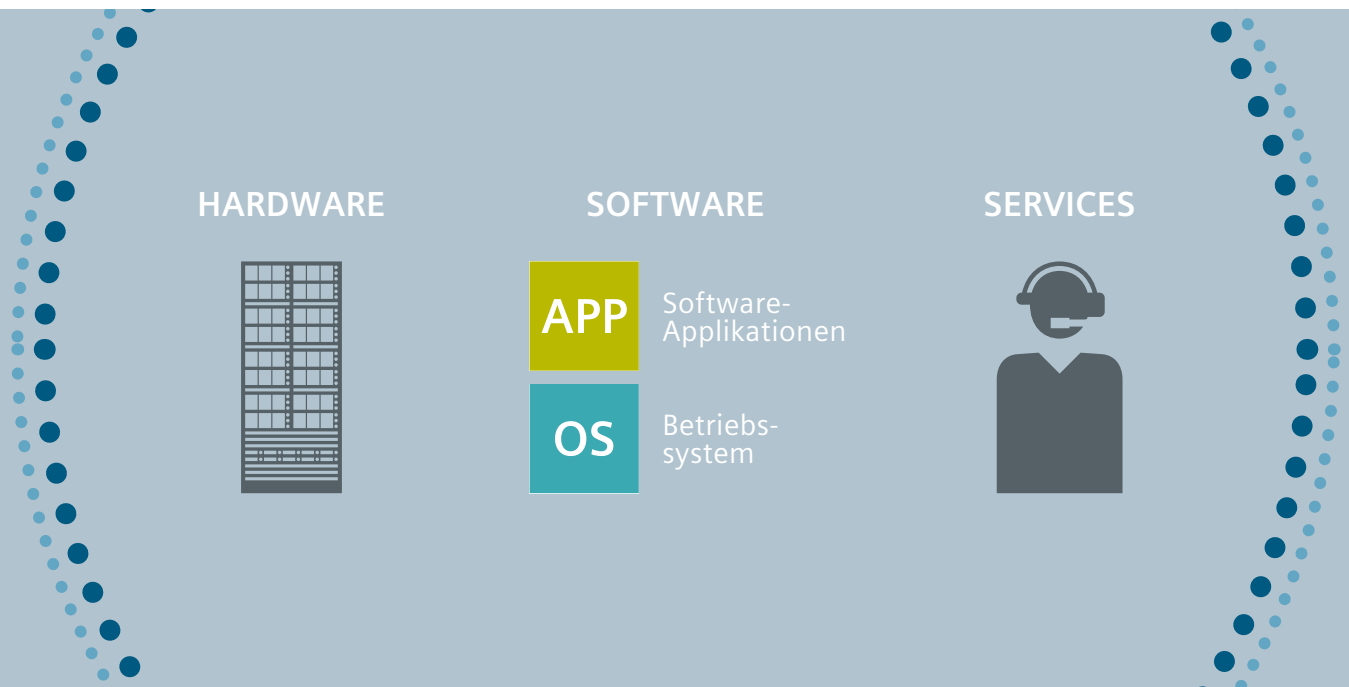 HARDWARE
SOFTWARE
SERVICES
APP
Software-
Applikationen
OS
Betriebs-
system